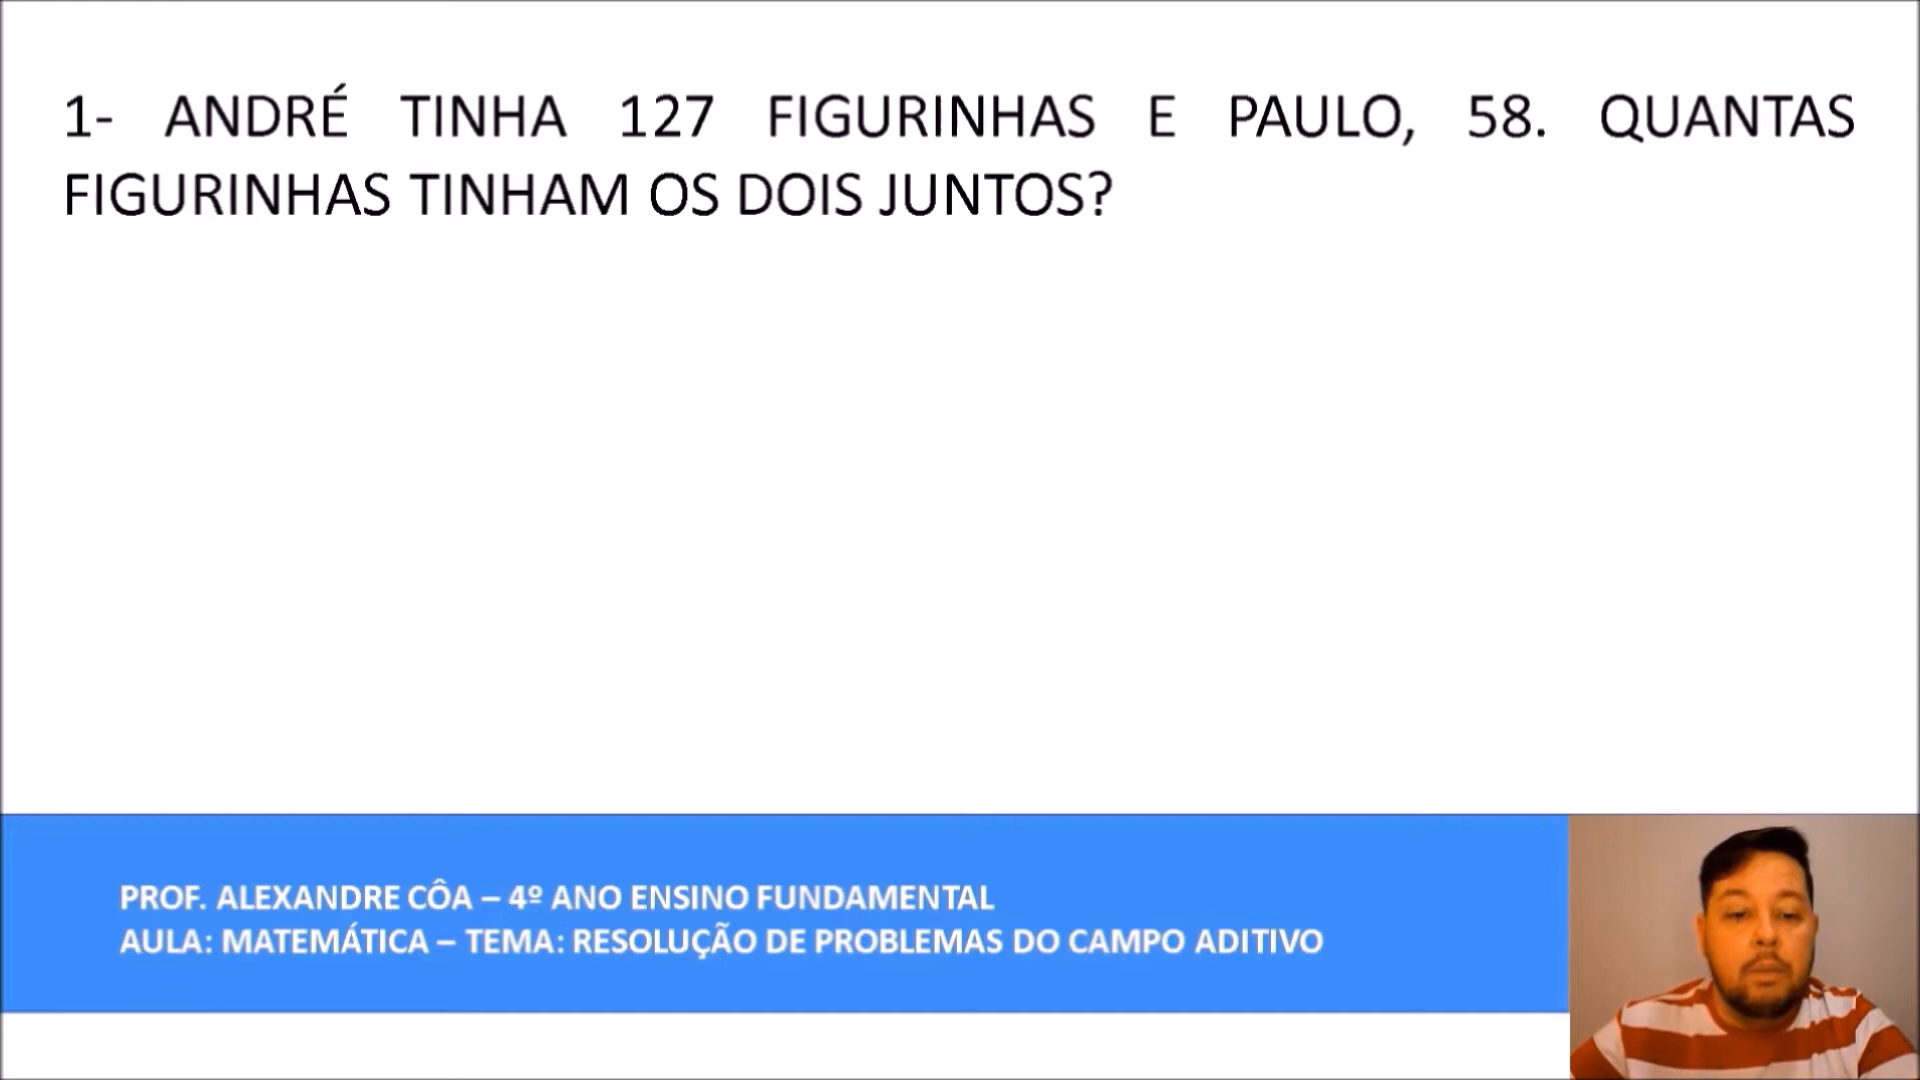 1- ANDRÉ TINHA 127 FIGURINHAS E PAULO, 58. QUANTAS
FIGURINHAS TINHAM OS DOIS JUNTOS?
PROF. ALEXANDRE CÔA – 4º ANO ENSINO FUNDAMENTAL
AULA: MATEMÁTICA – TEMA: RESOLUÇÃO DE PROBLEMAS DO CAMPO ADITIVO